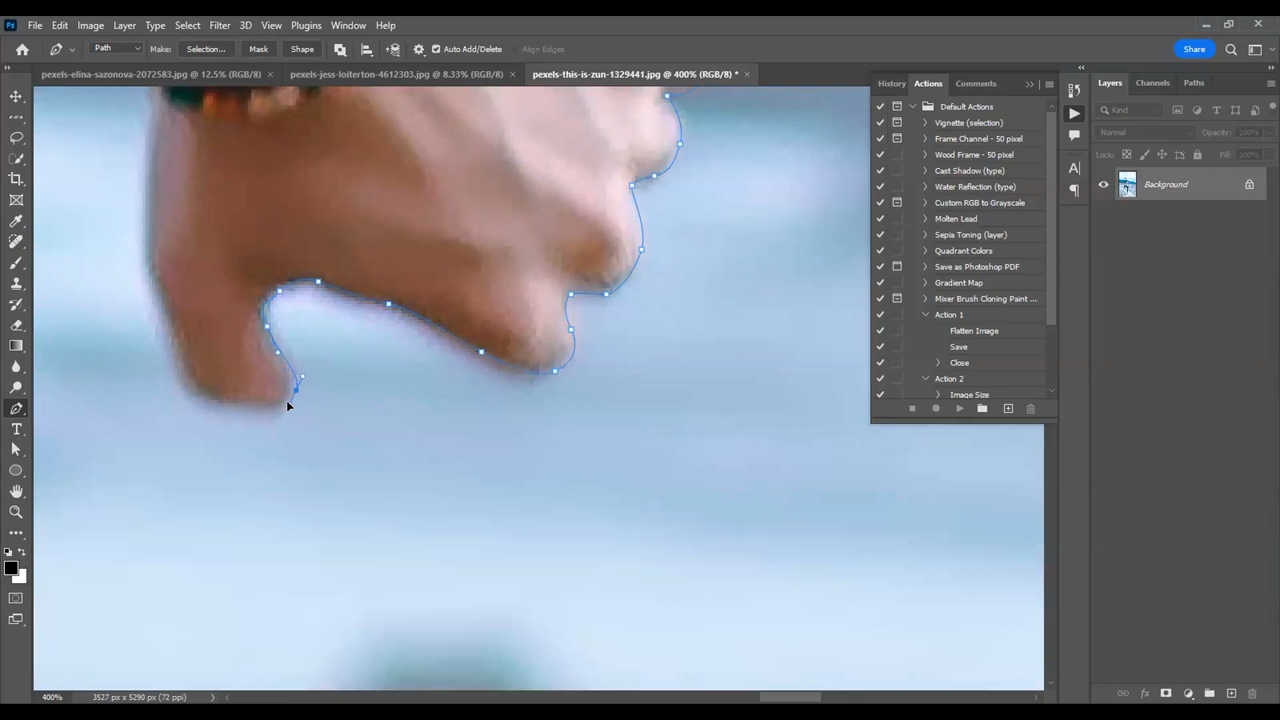 Ps File Edit Image Layer Type Select Filter 3D View Plugins Window Help
Path Make: Selection... Mask Shape Auto Add/Delete Align Edges Share
pexels-elina-sazonova-2072583.jpg @ 12.5% (RGB/8) × pexels-jess-loiterton-4612303.jpg @ 8.33% (RGB/8) × pexels-this-is-zun-1329441.jpg @ 400% (RGB/8) * ×
History Actions Comments
Default Actions
Vignette (selection)
Frame Channel - 50 pixel
Wood Frame - 50 pixel
Cast Shadow (type)
Water Reflection (type)
Custom RGB to Grayscale
Molten Lead
Sepia Toning (layer)
Quadrant Colors
Save as Photoshop PDF
Gradient Map
Mixer Brush Cloning Paint ...
Action 1
Flatten Image
Save
Close
Action 2
Image Size
Layers Channels Paths
Kind
Normal Opacity: 100%
Lock: Fill: 100%
Background
400% 3527 px x 5290 px (72 ppi)